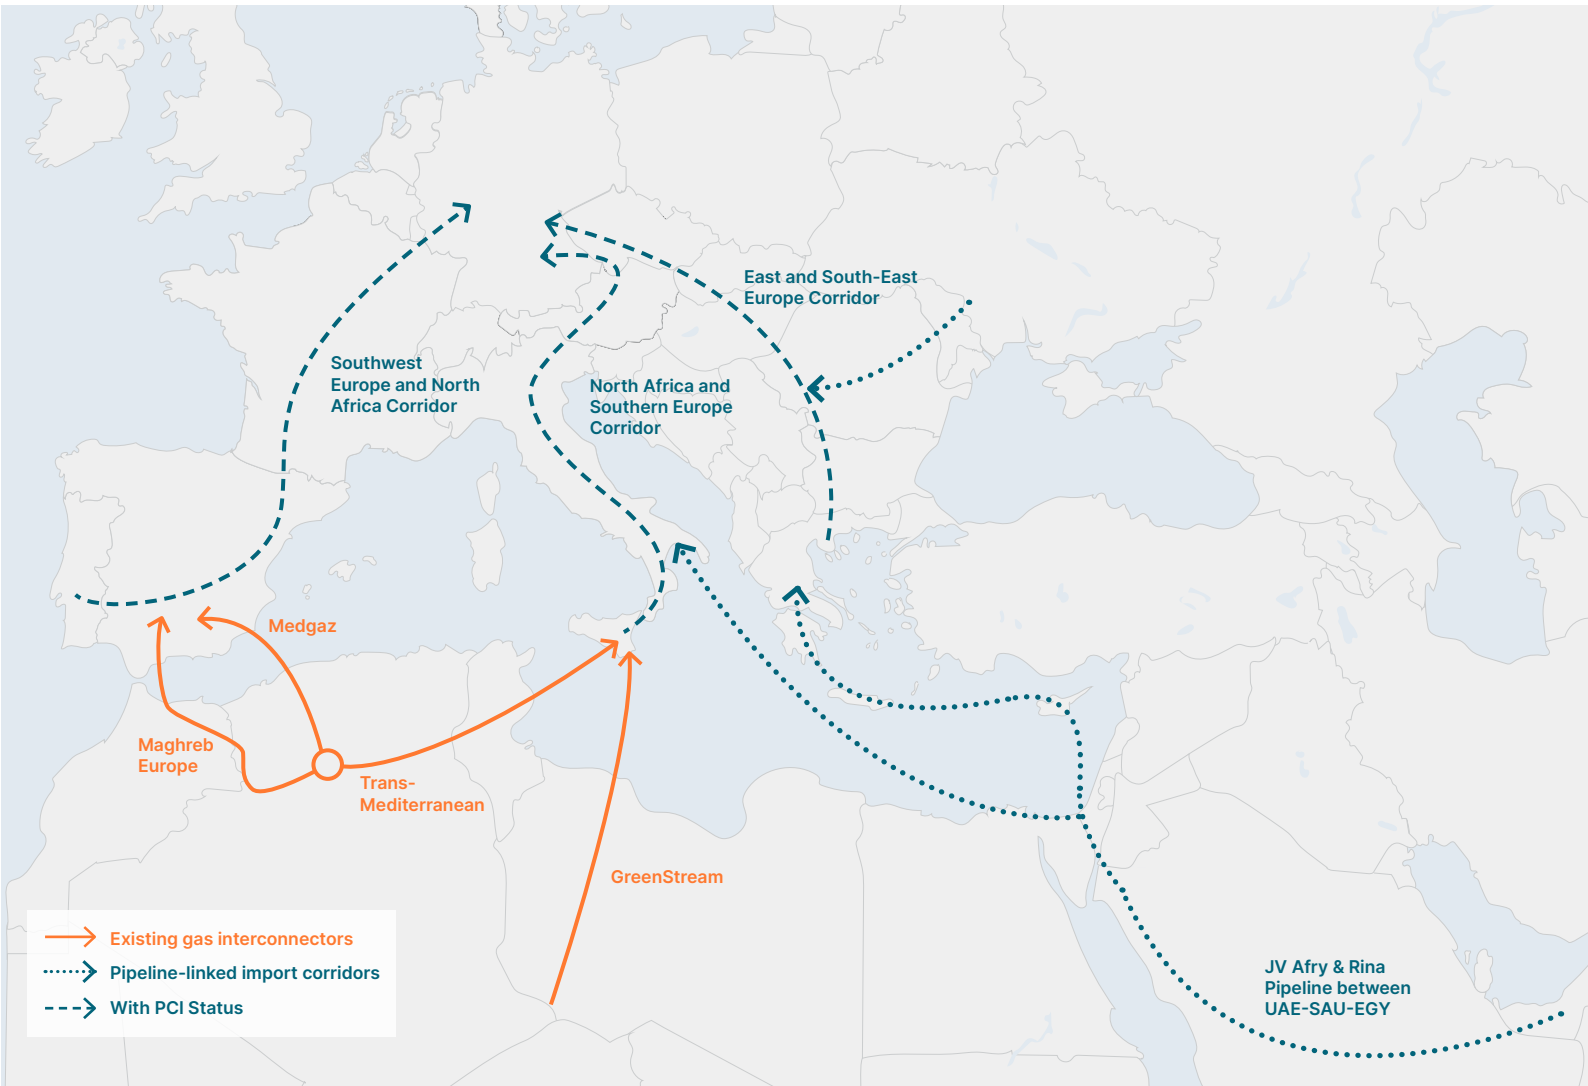 East and South-East
Europe Corridor
Southwest
Europe and North
Africa Corridor
North Africa and
Southern Europe
Corridor
Medgaz
Maghreb
Europe
Trans-
Mediterranean
GreenStream
Existing gas interconnectors
Pipeline-linked import corridors
With PCI Status
JV Afry & Rina
Pipeline between
UAE-SAU-EGY